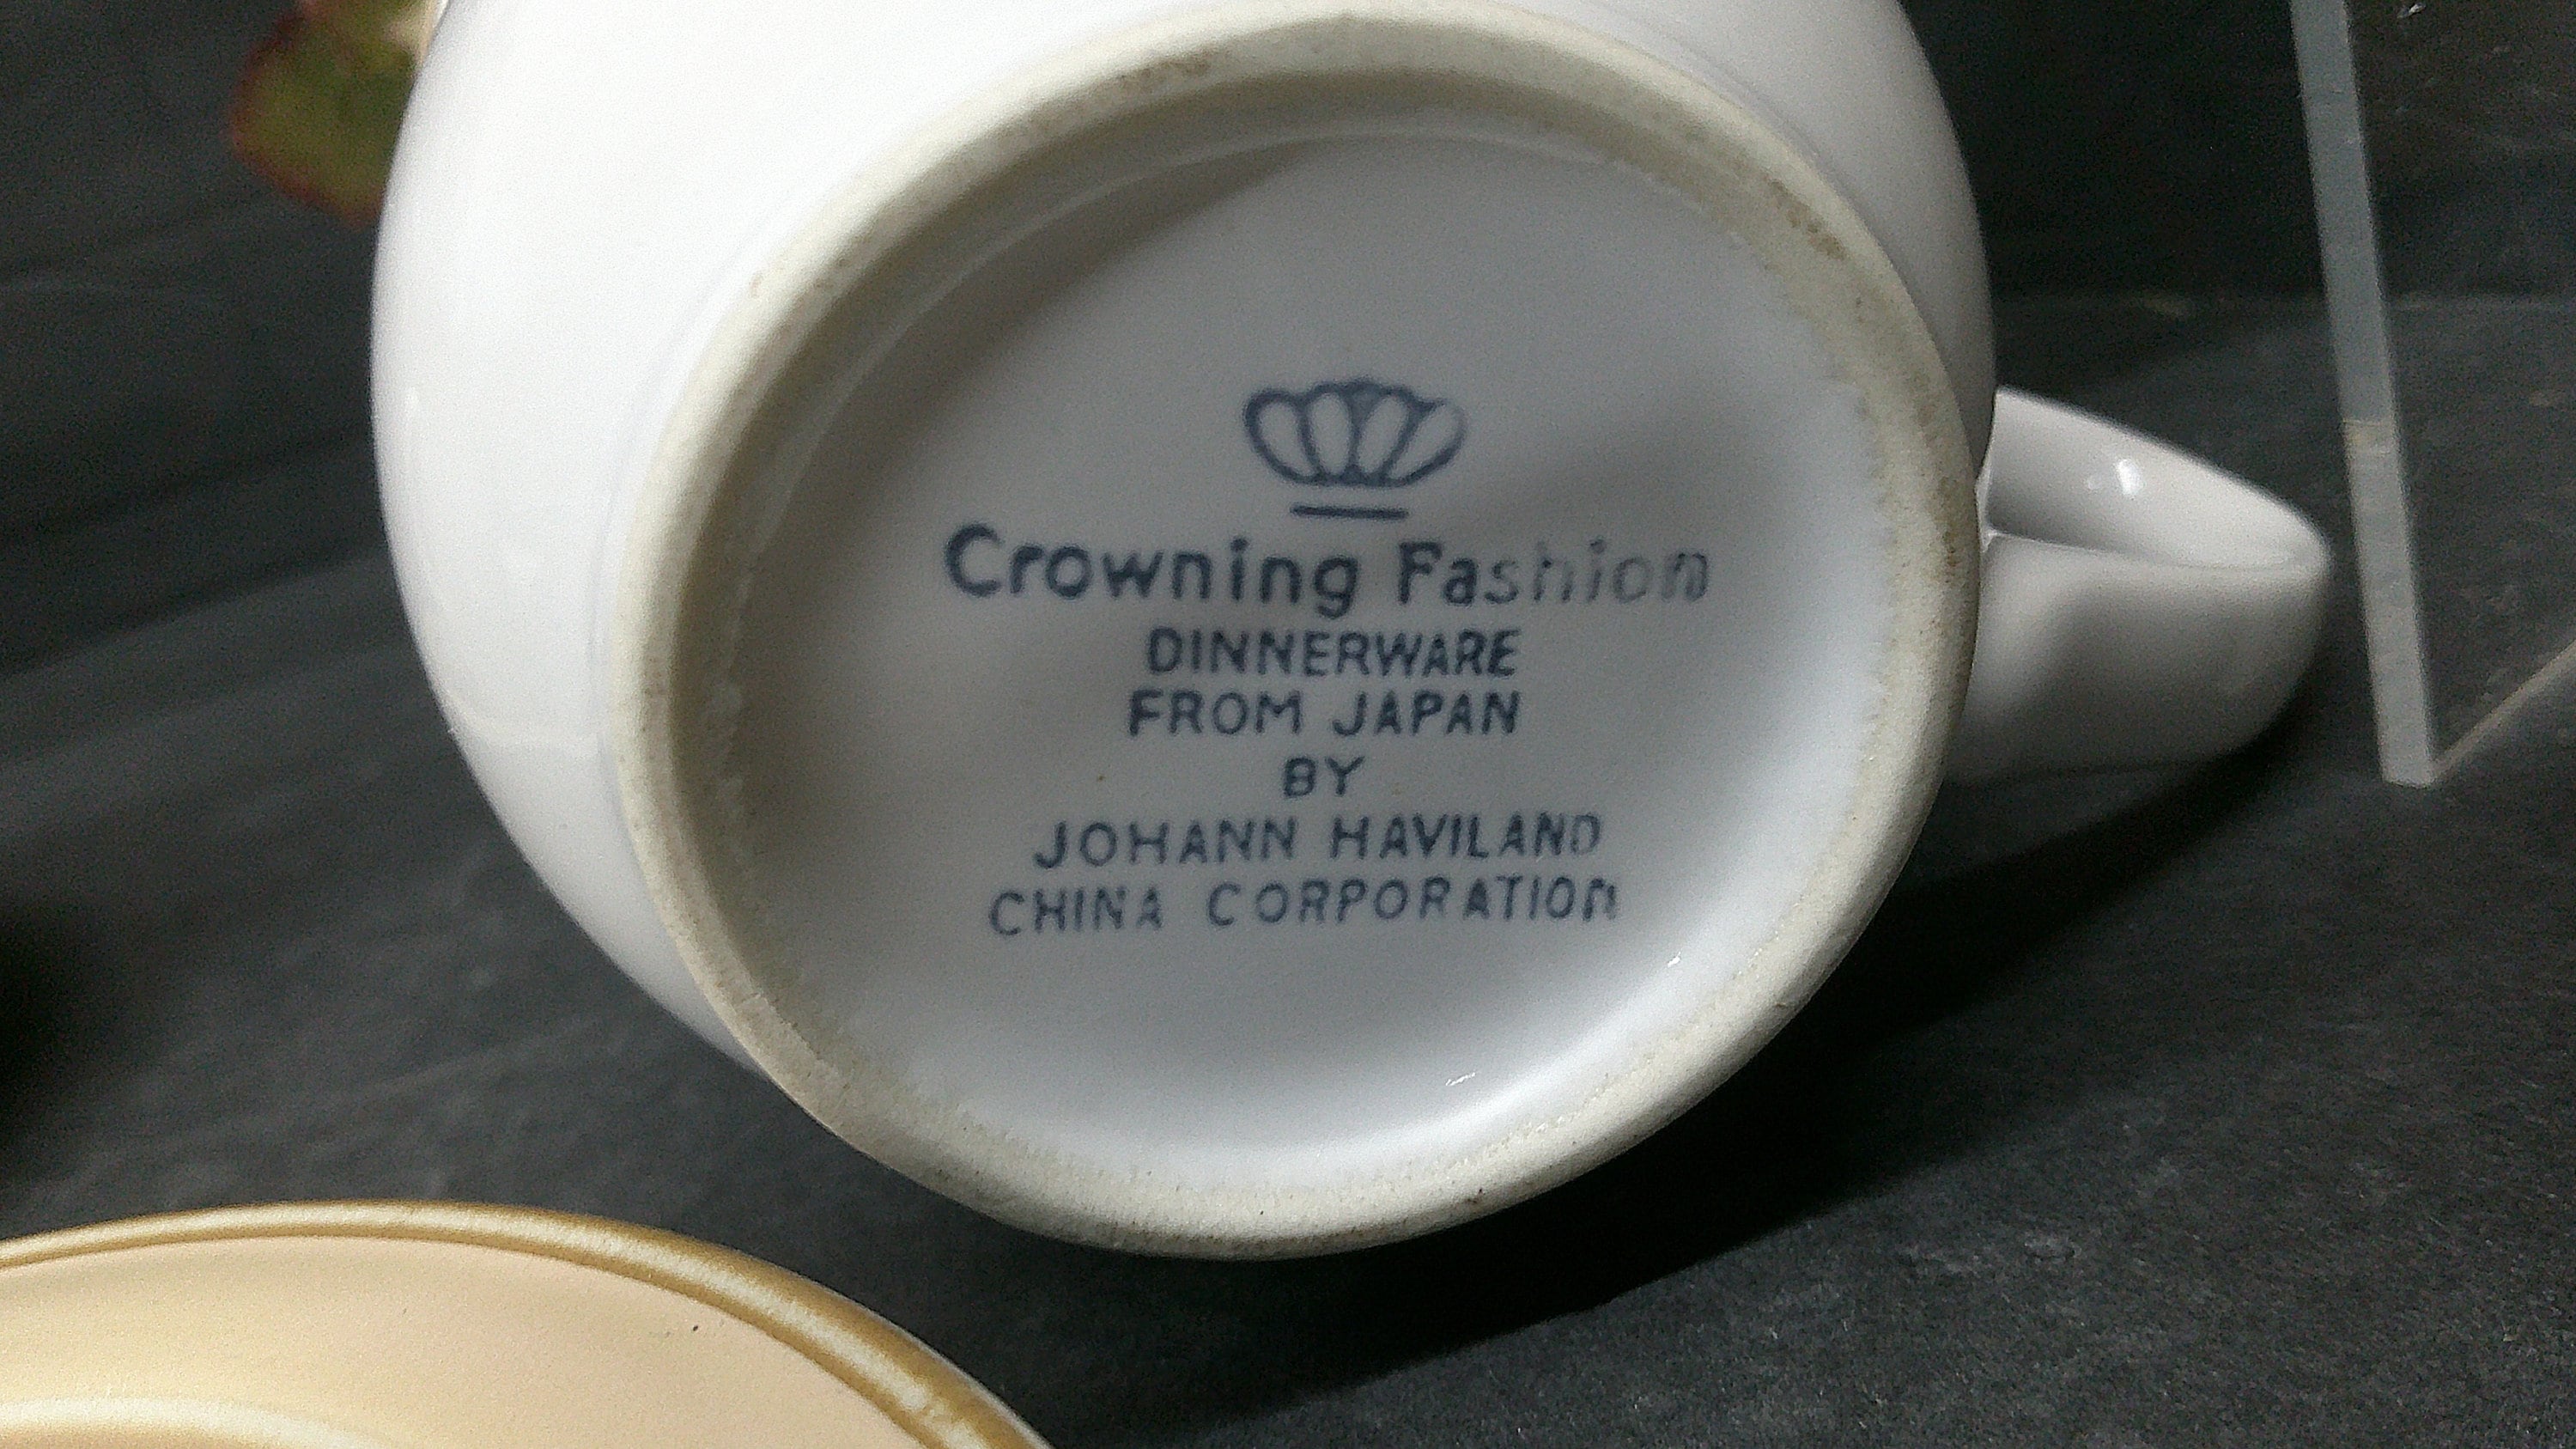 Crowning Fashion
DINNERWARE
FROM JAPAN
BY
JOHANN HAVILAND
CHINA CORPORATION